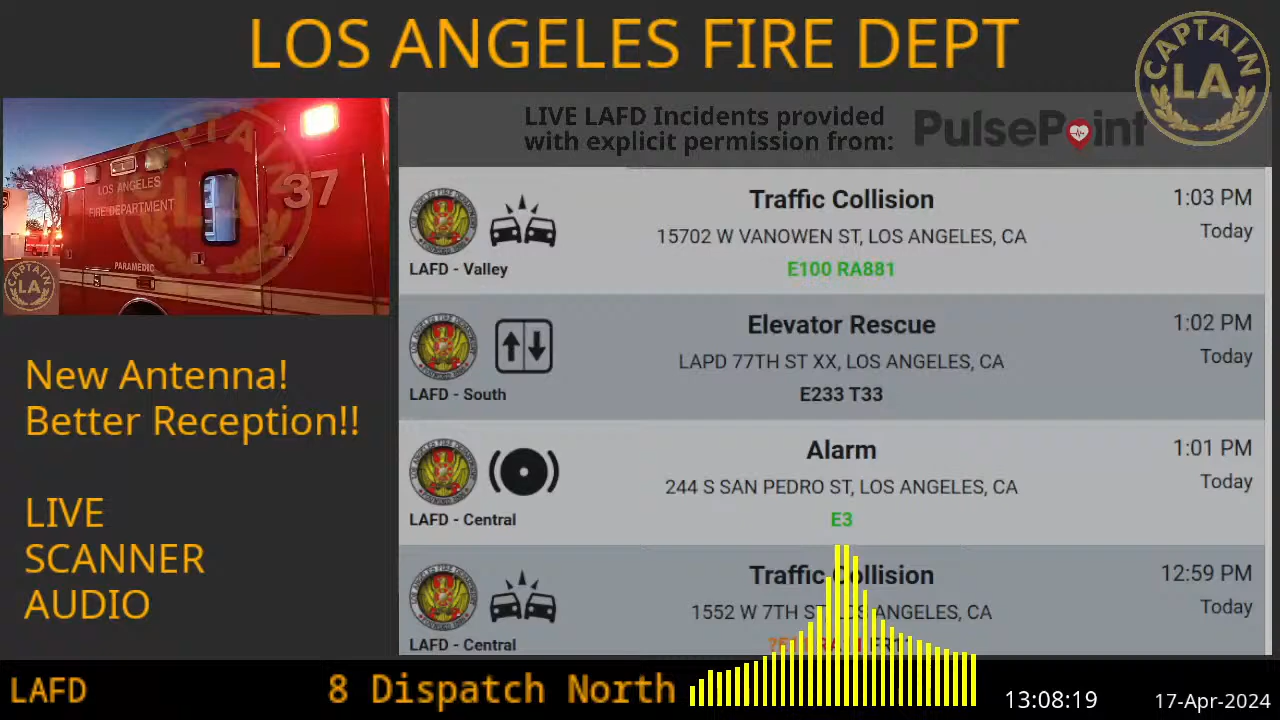 LOS ANGELES FIRE DEPT
CAPTAIN
LA
LIVE LAFD Incidents provided
with explicit permission from:
PulsePoint
LOS ANGELES
FIRE DEPARTMENT
37
PARAMEDIC
CAPTAIN
LA
New Antenna!
Better Reception!!
LIVE
SCANNER
AUDIO
Traffic Collision
1:03 PM
15702 W VANOWEN ST, LOS ANGELES, CA
Today
E100 RA881
LAFD - Valley
Elevator Rescue
1:02 PM
LAPD 77TH ST XX, LOS ANGELES, CA
Today
E233 T33
LAFD - South
Alarm
1:01 PM
244 S SAN PEDRO ST, LOS ANGELES, CA
Today
E3
LAFD - Central
Traffic Collision
12:59 PM
1552 W 7TH ST, LOS ANGELES, CA
Today
LAFD - Central
LAFD
8 Dispatch North
13:08:19
17-Apr-2024